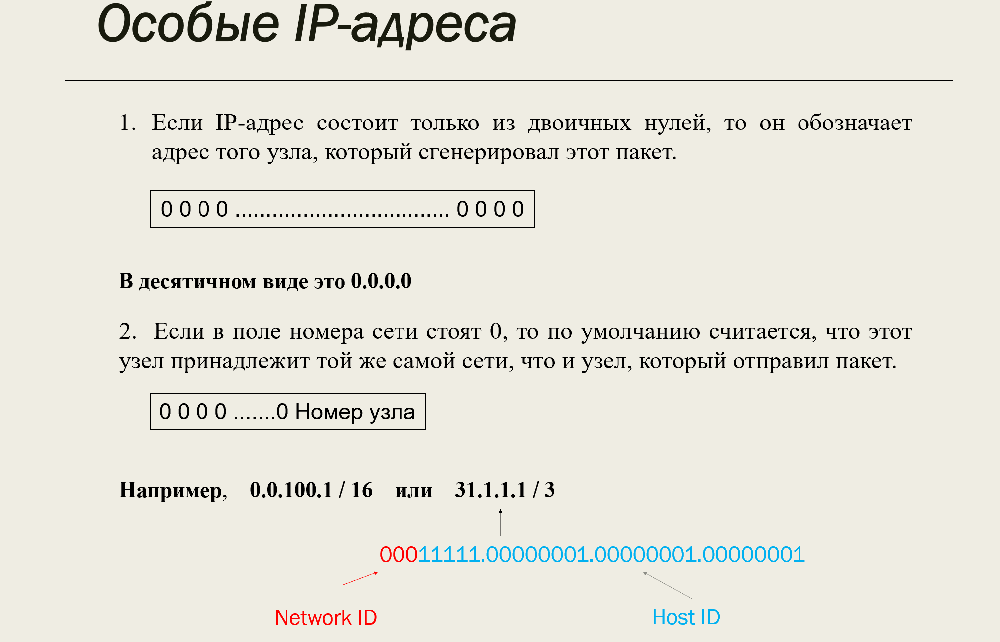 Особые IP-адреса
1. Если IP-адрес состоит только из двоичных нулей, то он обозначает
адрес того узла, который сгенерировал этот пакет.
0 0 0 0 ................................... 0 0 0 0
В десятичном виде это 0.0.0.0
2. Если в поле номера сети стоят 0, то по умолчанию считается, что этот
узел принадлежит той же самой сети, что и узел, который отправил пакет.
0 0 0 0 .......0 Номер узла
Например, 0.0.100.1 / 16 или 31.1.1.1 / 3
00011111.00000001.00000001.00000001
Network ID
Host ID